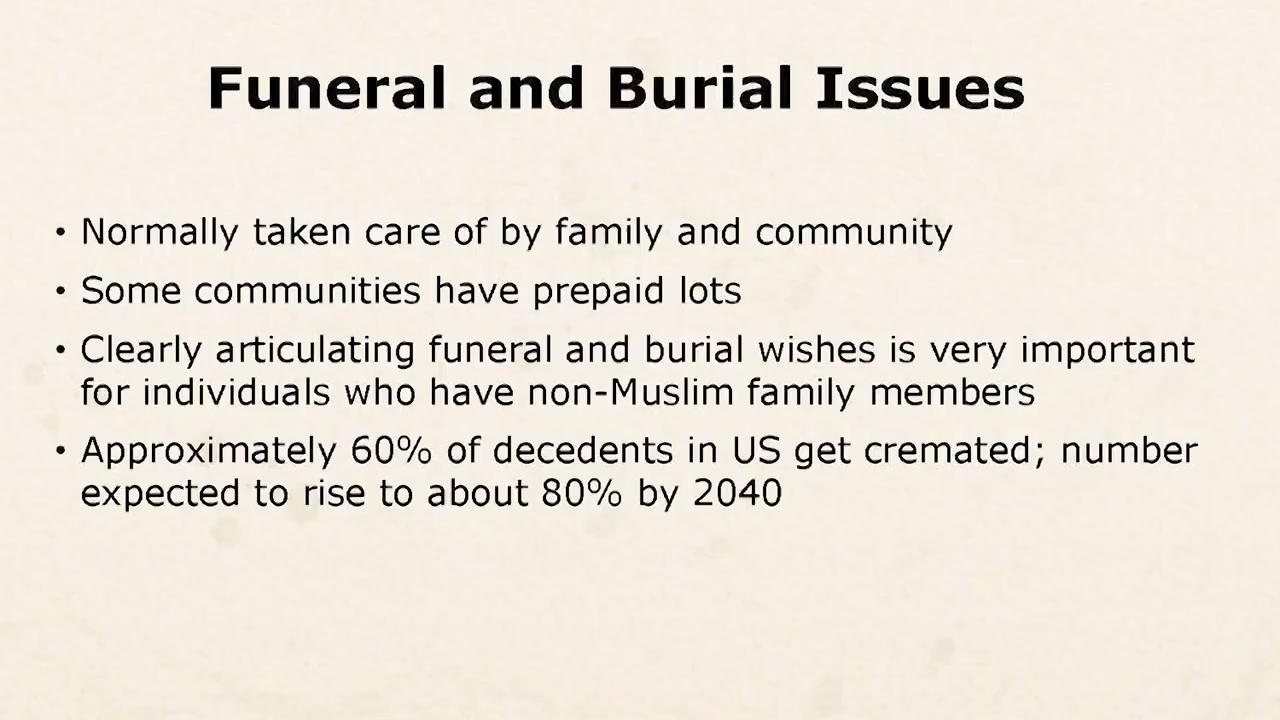 Funeral and Burial Issues
• Normally taken care of by family and community
• Some communities have prepaid lots
• Clearly articulating funeral and burial wishes is very important
for individuals who have non-Muslim family members
• Approximately 60% of decedents in US get cremated; number
expected to rise to about 80% by 2040